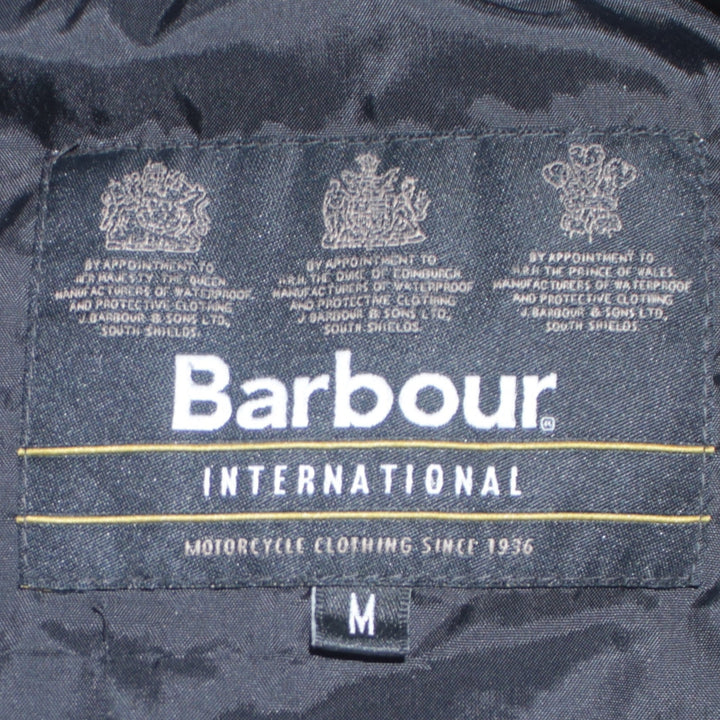 BY APPOINTMENT TO
HER MAJESTY THE QUEEN
MANUFACTURERS OF WATERPROOF
AND PROTECTIVE CLOTHING
J. BARBOUR & SONS LTD,
SOUTH SHIELDS.
BY APPOINTMENT TO
H.R.H. THE DUKE OF EDINBURGH
MANUFACTURERS OF WATERPROOF
AND PROTECTIVE CLOTHING
J. BARBOUR & SONS LTD,
SOUTH SHIELDS.
BY APPOINTMENT TO
H.R.H THE PRINCE OF WALES
MANUFACTURERS OF WATERPROOF
AND PROTECTIVE CLOTHING
J. BARBOUR & SONS LTD,
SOUTH SHIELDS
Barbour®
INTERNATIONAL
MOTORCYCLE CLOTHING SINCE 1936
M